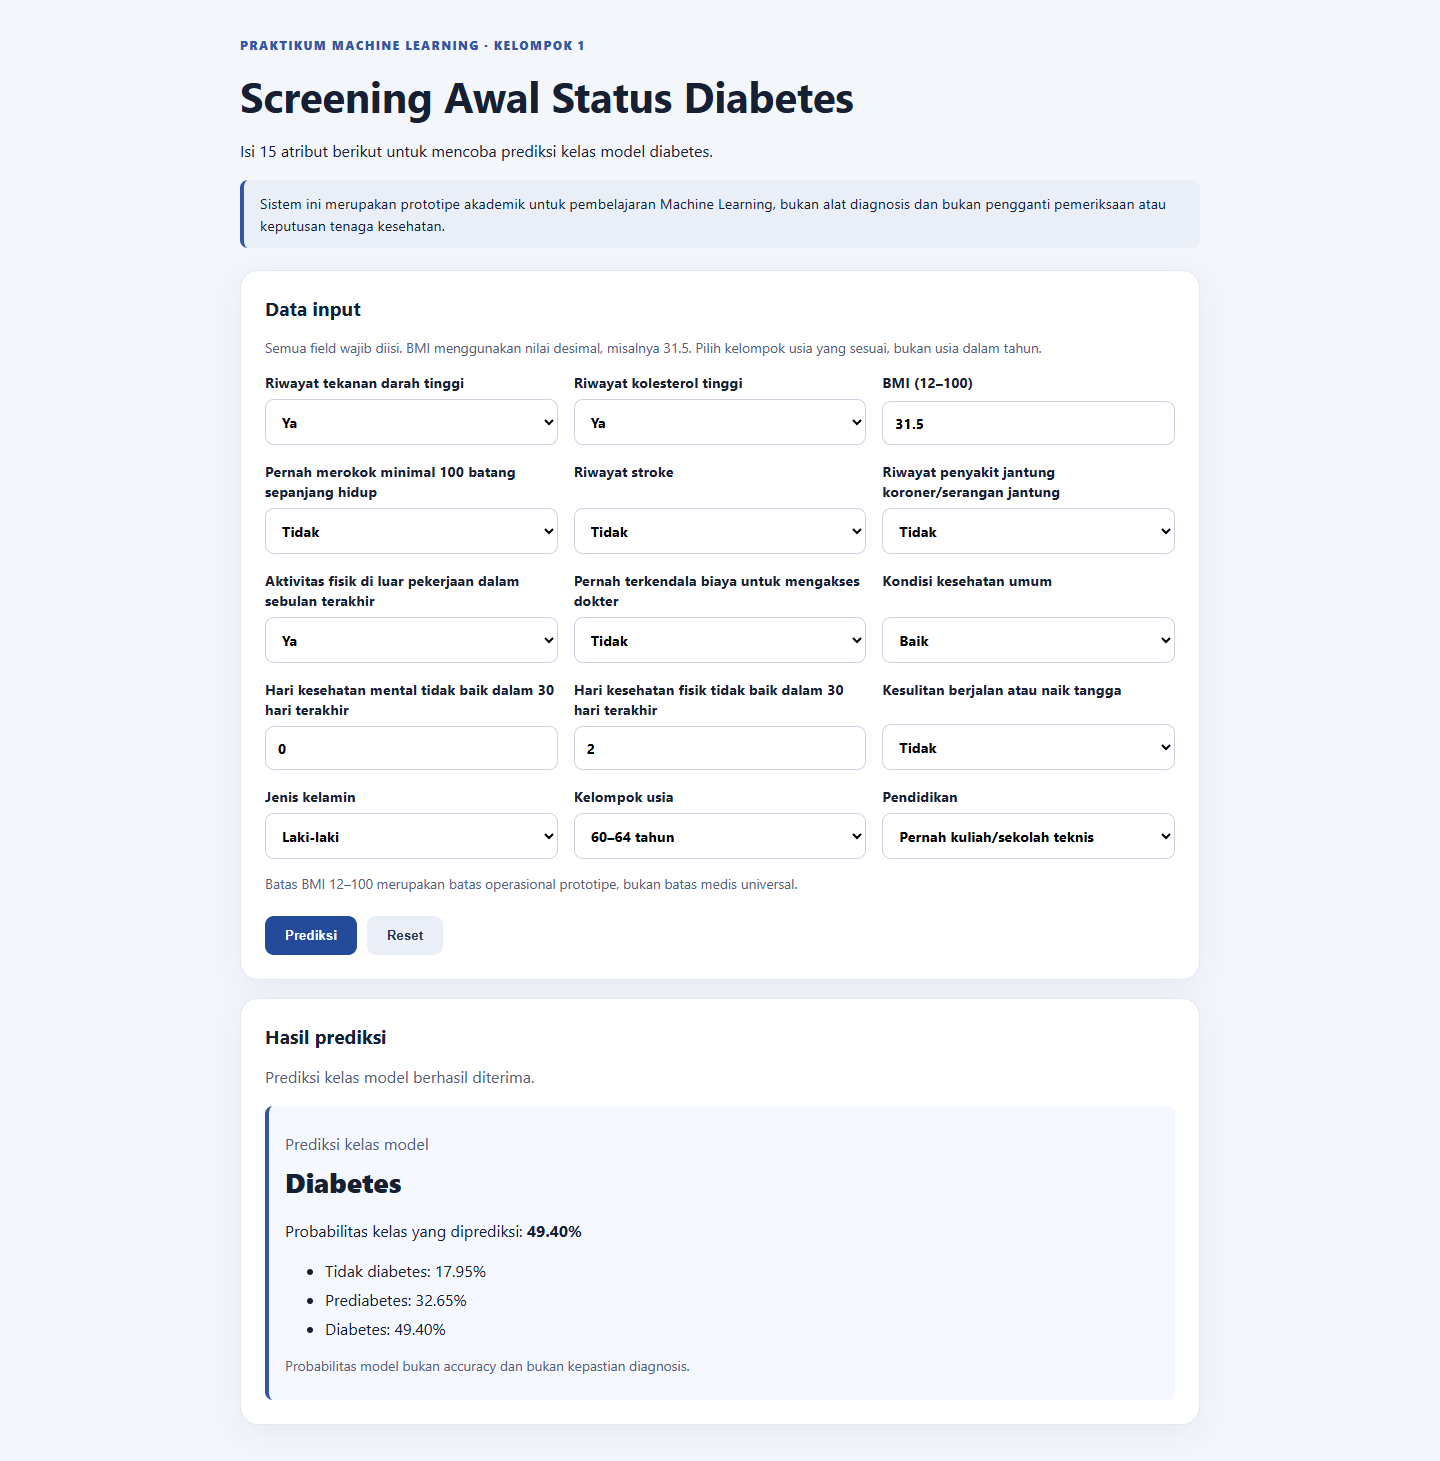 PRAKTIKUM MACHINE LEARNING · KELOMPOK 1
Screening Awal Status Diabetes
Isi 15 atribut berikut untuk mencoba prediksi kelas model diabetes.
Sistem ini merupakan prototipe akademik untuk pembelajaran Machine Learning, bukan alat diagnosis dan bukan pengganti pemeriksaan atau
keputusan tenaga kesehatan.
Data input
Semua field wajib diisi. BMI menggunakan nilai desimal, misalnya 31.5. Pilih kelompok usia yang sesuai, bukan usia dalam tahun.
Riwayat tekanan darah tinggi
Ya
Riwayat kolesterol tinggi
Ya
BMI (12–100)
31.5
Pernah merokok minimal 100 batang
sepanjang hidup
Tidak
Riwayat stroke
Tidak
Riwayat penyakit jantung
koroner/serangan jantung
Tidak
Aktivitas fisik di luar pekerjaan dalam
sebulan terakhir
Ya
Pernah terkendala biaya untuk mengakses
dokter
Tidak
Kondisi kesehatan umum
Baik
Hari kesehatan mental tidak baik dalam 30
hari terakhir
0
Hari kesehatan fisik tidak baik dalam 30
hari terakhir
2
Kesulitan berjalan atau naik tangga
Tidak
Jenis kelamin
Laki-laki
Kelompok usia
60–64 tahun
Pendidikan
Pernah kuliah/sekolah teknis
Batas BMI 12–100 merupakan batas operasional prototipe, bukan batas medis universal.
Prediksi
Reset
Hasil prediksi
Prediksi kelas model berhasil diterima.
Prediksi kelas model
Diabetes
Probabilitas kelas yang diprediksi: 49.40%
• Tidak diabetes: 17.95%
• Prediabetes: 32.65%
• Diabetes: 49.40%
Probabilitas model bukan accuracy dan bukan kepastian diagnosis.